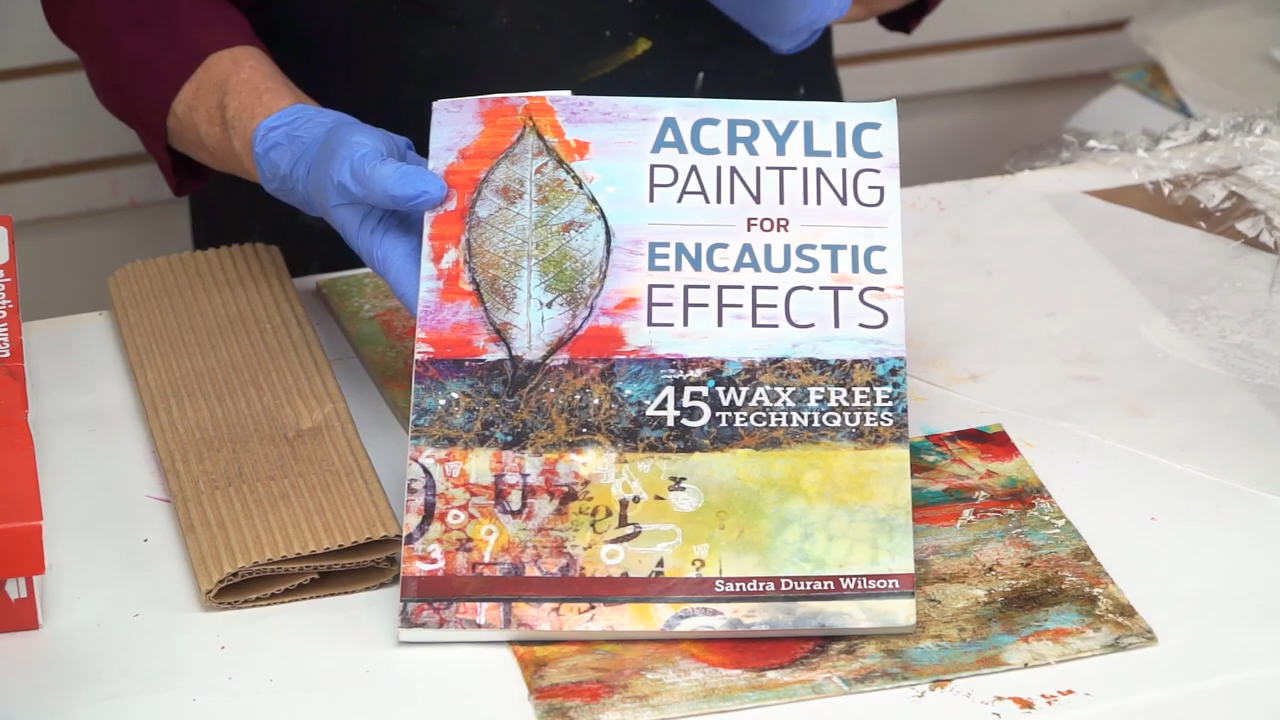 ACRYLIC
PAINTING
FOR
ENCAUSTIC
EFFECTS
45 WAX FREE
TECHNIQUES
Sandra Duran Wilson